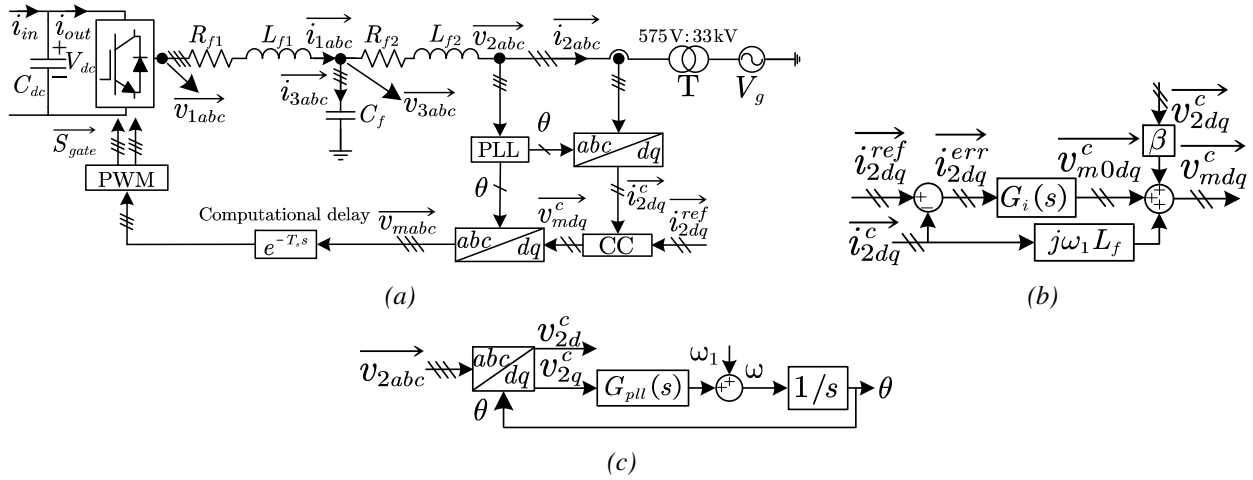 i_in i_out R_f1 L_f1 i_1abc R_f2 L_f2 v_2abc i_2abc 575V:33kV
+ V_dc −
C_dc
v_1abc i_3abc C_f v_3abc T V_g
S_gate
PLL θ abc dq
PWM
θ i^c_2dq
Computational delay v_mabc v^c_mdq i^ref_2dq
e^{-T_s s} abc dq CC
(a)
v^c_2dq
β
i^ref_2dq i^err_2dq v^c_m0dq v^c_mdq
+ − G_i(s) + + +
i^c_2dq jω_1L_f
(b)
v_2abc abc dq v^c_2d
v^c_2q G_pll(s) ω_1 + + ω 1/s θ
θ
(c)